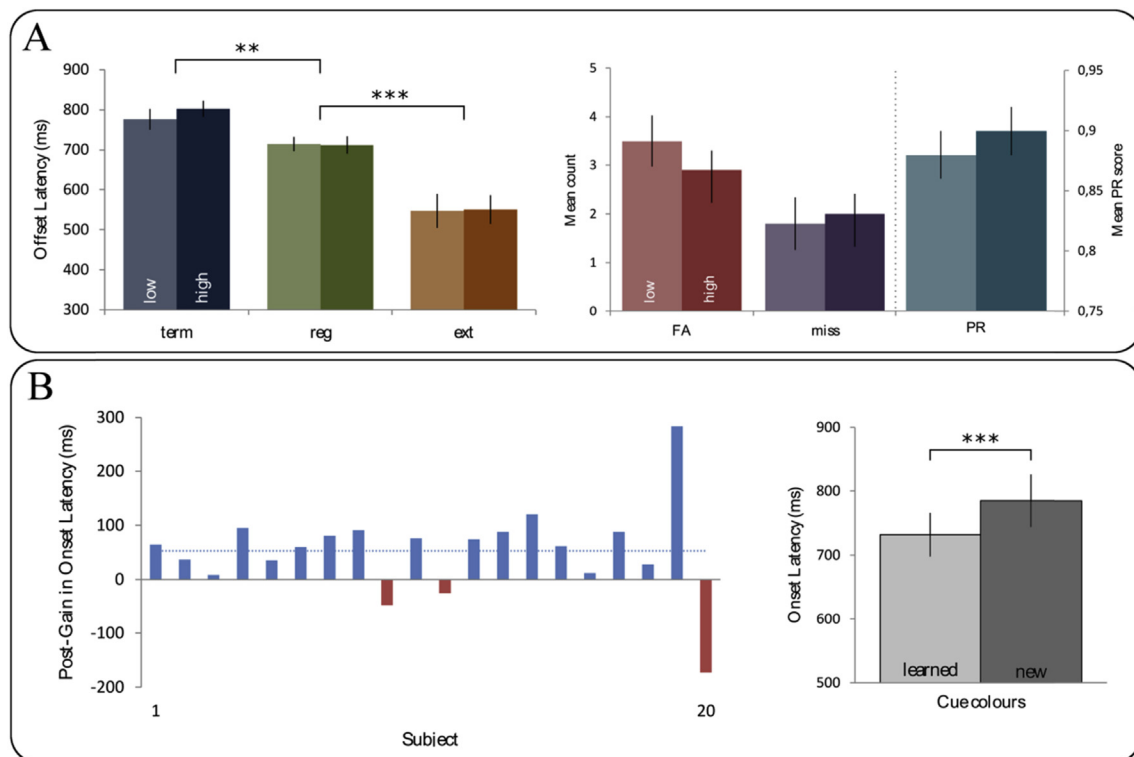 A
**
***
900
800
700
600
500
400
300
Offset Latency (ms)
low
high
term
reg
ext
5
4
3
2
1
0
Mean count
low
high
FA
miss
PR
0,95
0,9
0,85
0,8
0,75
Mean PR score
B
300
200
100
0
-100
-200
Post-Gain in Onset Latency (ms)
1
20
Subject
900
800
700
600
500
Onset Latency (ms)
***
learned
new
Cue colours